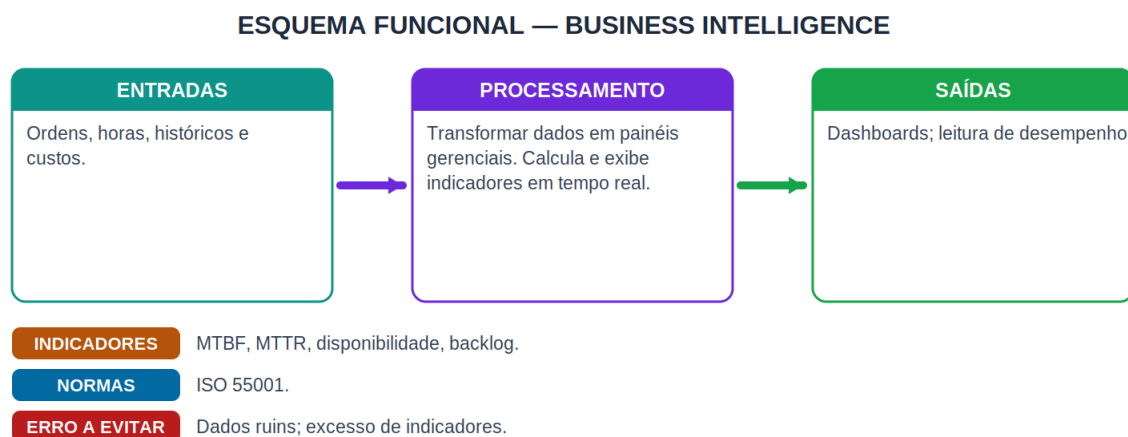 ESQUEMA FUNCIONAL — BUSINESS INTELLIGENCE
ENTRADAS
Ordens, horas, históricos e
custos.
PROCESSAMENTO
Transformar dados em painéis
gerenciais. Calcula e exibe
indicadores em tempo real.
SAÍDAS
Dashboards; leitura de desempenho
INDICADORES
MTBF, MTTR, disponibilidade, backlog.
NORMAS
ISO 55001.
ERRO A EVITAR
Dados ruins; excesso de indicadores.